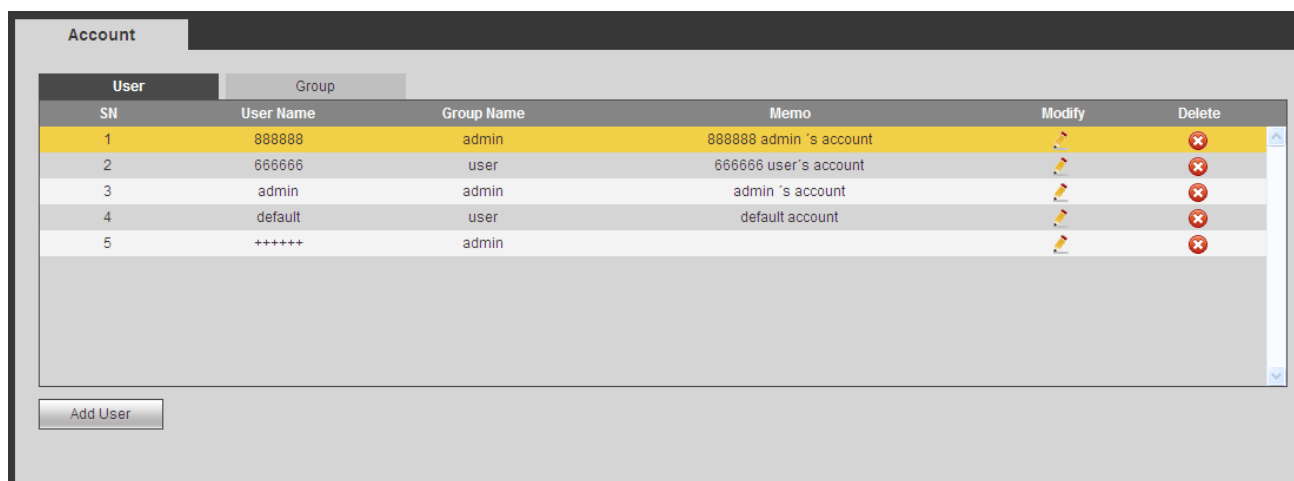 Account
User Group
SN User Name Group Name Memo Modify Delete
1 888888 admin 888888 admin ´s account
2 666666 user 666666 user´s account
3 admin admin admin ´s account
4 default user default account
5 ++++++ admin
Add User